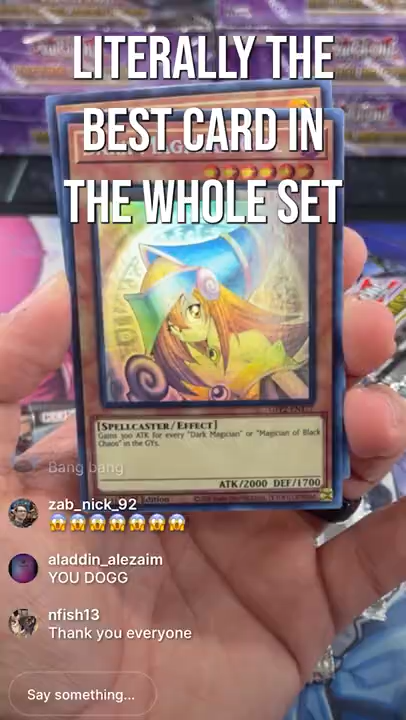 LITERALLY THE
BEST CARD IN
THE WHOLE SET
[SPELLCASTER/EFFECT]
Gains 300 ATK for every "Dark Magician" or "Magician of Black
Chaos" in the GYs.
ATK/2000 DEF/1700
Edition
Bang bang
zab_nick_92
😱😱😱😱😱😱😱
aladdin_alezaim
YOU DOGG
nfish13
Thank you everyone
Say something...